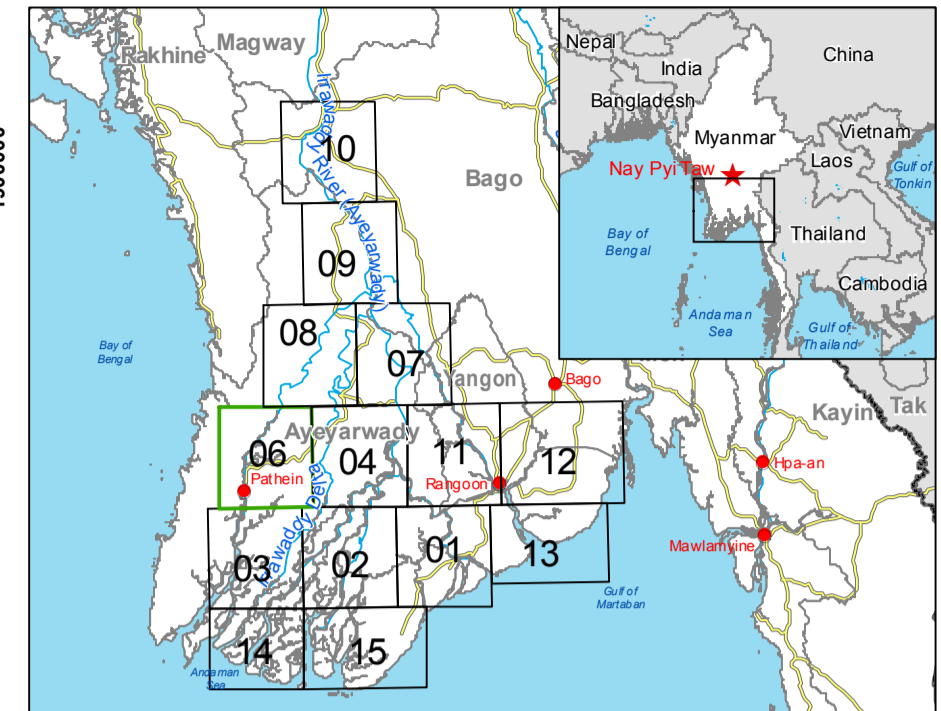 Rakhine
Magway
Irrawaddy River (Ayeyarwady)
10
Bago
09
08
07
Yangon
Bago
Bay of
Bengal
Ayeyarwady
06
Pathein
04
11
Rangoon
12
Kayin
Tak
Hpa-an
Mawlamyine
03
02
01
13
Gulf of
Martaban
14
15
Andaman
Sea
Nepal
India
China
Bangladesh
Myanmar
Vietnam
Laos
Nay Pyi Taw
Gulf of
Tonkin
Bay of
Bengal
Thailand
Cambodia
Andaman
Sea
Gulf of
Thailand